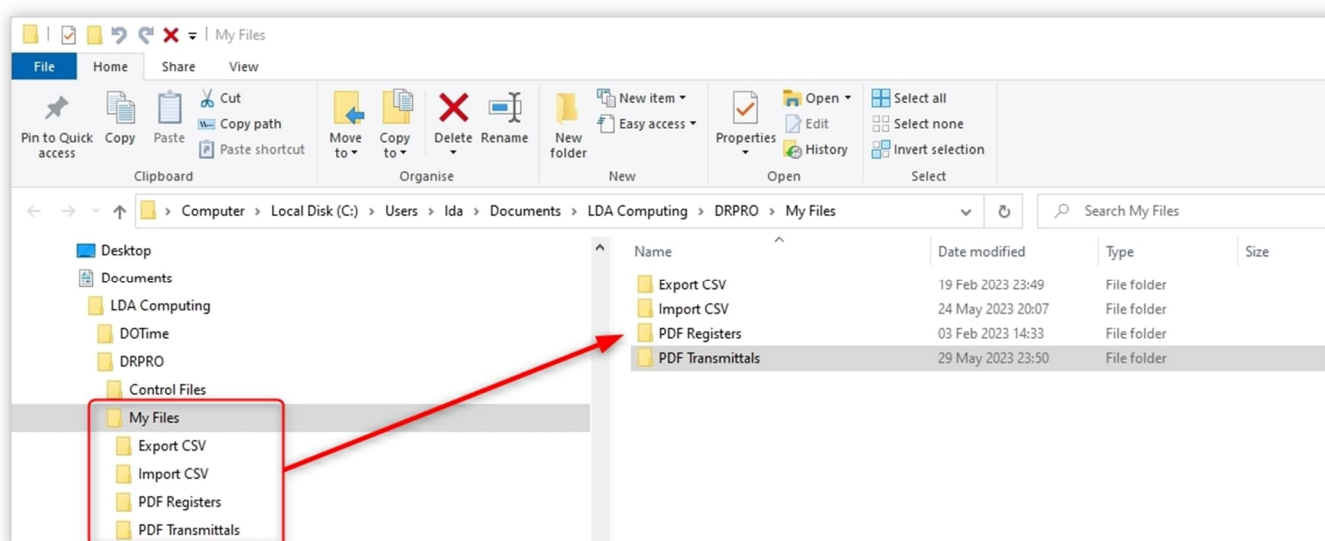 My Files
File Home Share View
Pin to Quick access
Copy
Paste
Cut
Copy path
Paste shortcut
Clipboard
Move to
Copy to
Delete
Rename
Organise
New folder
New item
Easy access
New
Properties
Open
Edit
History
Open
Select all
Select none
Invert selection
Select
Computer › Local Disk (C:) › Users › lda › Documents › LDA Computing › DRPRO › My Files
Search My Files
Desktop
Documents
LDA Computing
DOTime
DRPRO
Control Files
My Files
Export CSV
Import CSV
PDF Registers
PDF Transmittals
Name Date modified Type Size
Export CSV 19 Feb 2023 23:49 File folder
Import CSV 24 May 2023 20:07 File folder
PDF Registers 03 Feb 2023 14:33 File folder
PDF Transmittals 29 May 2023 23:50 File folder